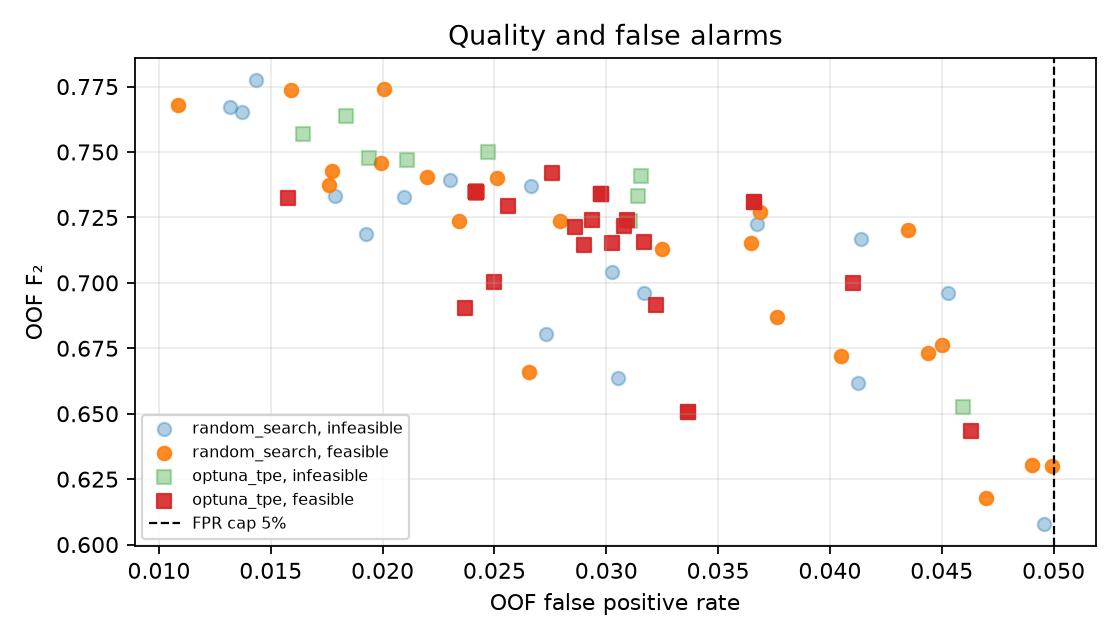 Quality and false alarms
OOF F₂
0.775
0.750
0.725
0.700
0.675
0.650
0.625
0.600
random_search, infeasible
random_search, feasible
optuna_tpe, infeasible
optuna_tpe, feasible
FPR cap 5%
0.010 0.015 0.020 0.025 0.030 0.035 0.040 0.045 0.050
OOF false positive rate